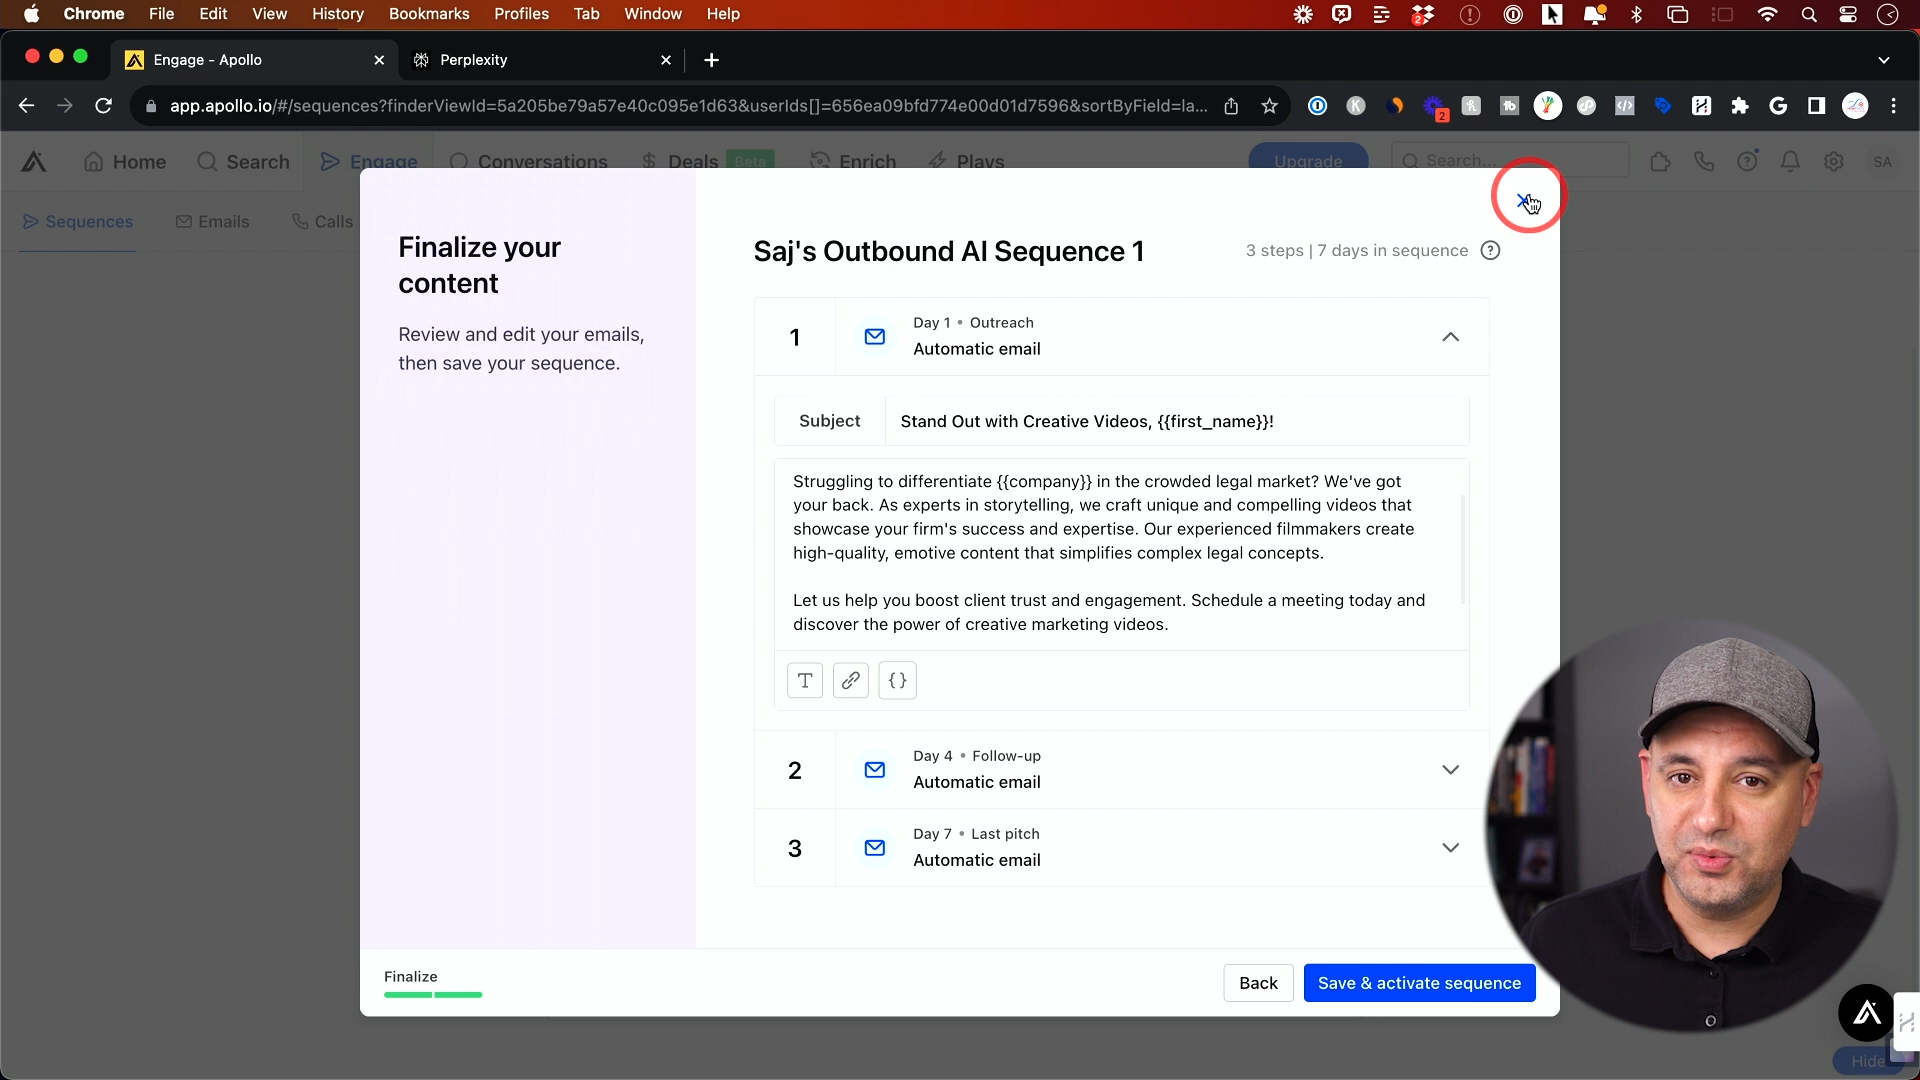 Chrome File Edit View History Bookmarks Profiles Tab Window Help
2
Engage - Apollo
Perplexity
app.apollo.io/#/sequences?finderViewId=5a205be79a57e40c095e1d63&userIds[]=656ea09bfd774e00d01d7596&sortByField=la...
2
Home Search Engage Conversations Deals Beta Enrich Plays Upgrade Search... SA
Sequences Emails Calls
Finalize your
content
Review and edit your emails,
then save your sequence.
Saj's Outbound AI Sequence 1
3 steps | 7 days in sequence
1
Day 1 • Outreach
Automatic email
Subject
Stand Out with Creative Videos, {{first_name}}!
Struggling to differentiate {{company}} in the crowded legal market? We've got
your back. As experts in storytelling, we craft unique and compelling videos that
showcase your firm's success and expertise. Our experienced filmmakers create
high-quality, emotive content that simplifies complex legal concepts.
Let us help you boost client trust and engagement. Schedule a meeting today and
discover the power of creative marketing videos.
2
Day 4 • Follow-up
Automatic email
3
Day 7 • Last pitch
Automatic email
Finalize
Back
Save & activate sequence
Hide